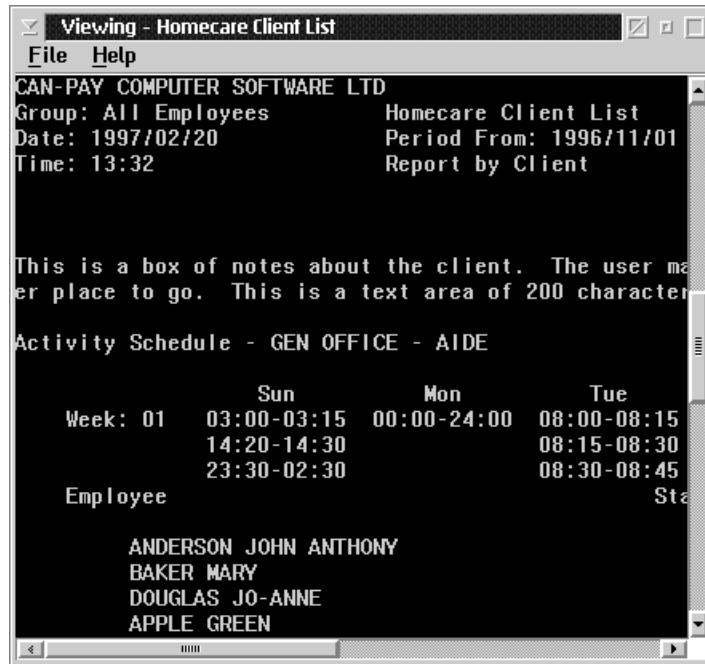 Viewing - Homecare Client List
File Help
CAN-PAY COMPUTER SOFTWARE LTD
Group: All Employees Homecare Client List
Date: 1997/02/20 Period From: 1996/11/01
Time: 13:32 Report by Client
This is a box of notes about the client. The user ma
er place to go. This is a text area of 200 character
Activity Schedule - GEN OFFICE - AIDE
Sun Mon Tue
Week: 01 03:00-03:15 00:00-24:00 08:00-08:15
14:20-14:30 08:15-08:30
23:30-02:30 08:30-08:45
Employee Sta
ANDERSON JOHN ANTHONY
BAKER MARY
DOUGLAS JO-ANNE
APPLE GREEN